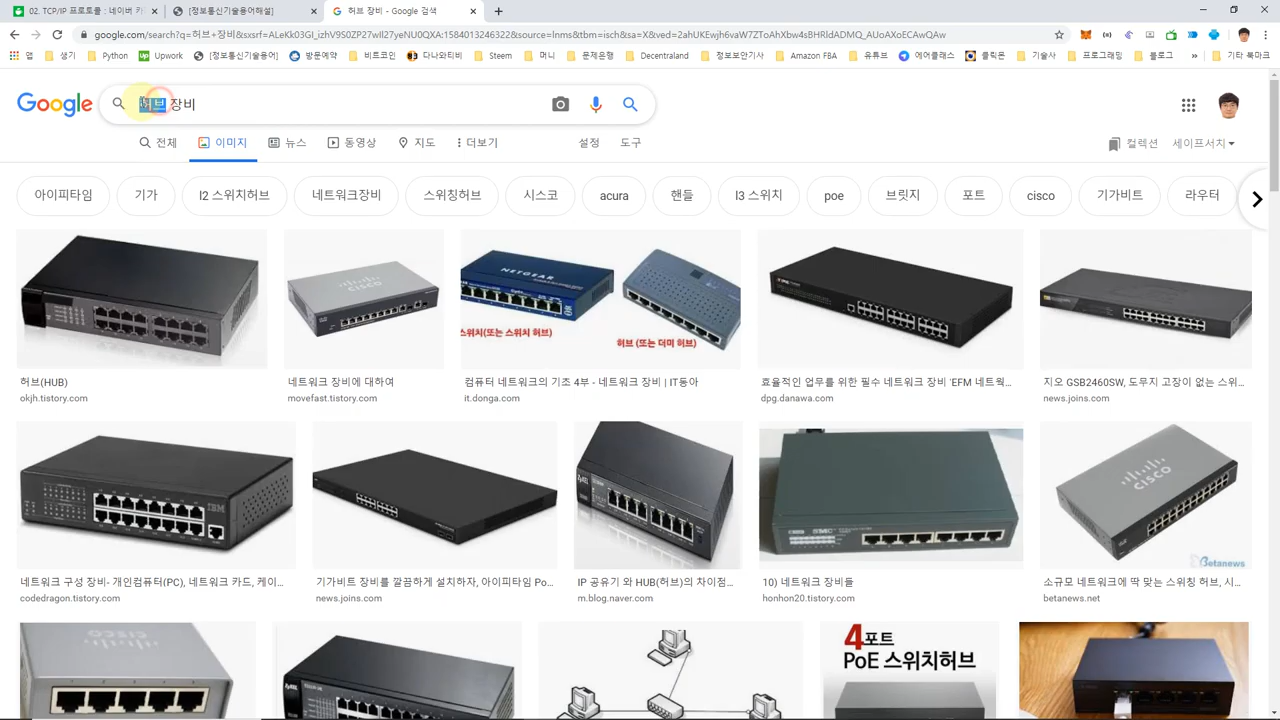 02. TCP/IP 프로토콜 : 네이버 카
[정보통신기술용어해설]
허브 장비 - Google 검색
google.com/search?q=허브+장비&sxsrf=ALeKk03GI_izhV9S0ZP27wll27yeNU0QXA:1584013246322&source=lnms&tbm=isch&sa=X&ved=2ahUKEwjh6vaW7ZToAhXbw4sBHRldADMQ_AUoAXoECAwQAw
앱
생기
Python
Upwork
[정보통신기술용어]
방문예약
비트코인
다나와티비
Steem
머니
문제은행
Decentraland
정보보안기사
Amazon FBA
유튜브
에어클래스
클릭몬
기술사
프로그래밍
블로그
»
기타 북마크
Google
허브 장비
전체
이미지
뉴스
동영상
지도
더보기
설정
도구
컬렉션
세이프서치
아이피타임
기가
l2 스위치허브
네트워크장비
스위칭허브
시스코
acura
핸들
l3 스위치
poe
브릿지
포트
cisco
기가비트
라우터
CISCO
NETGEAR
스위치(또는 스위치 허브)
허브 (또는 더미 허브)
허브(HUB)
okjh.tistory.com
네트워크 장비에 대하여
movefast.tistory.com
컴퓨터 네트워크의 기초 4부 - 네트워크 장비 | IT동아
it.donga.com
효율적인 업무를 위한 필수 네트워크 장비 'EFM 네트웍...
dpg.danawa.com
지오 GSB2460SW, 도무지 고장이 없는 스위...
news.joins.com
IBM
ZyXEL
CISCO
Betanews
네트워크 구성 장비- 개인컴퓨터(PC), 네트워크 카드, 케이...
codedragon.tistory.com
기가비트 장비를 깔끔하게 설치하자, 아이피타임 Po...
news.joins.com
IP 공유기 와 HUB(허브)의 차이점...
m.blog.naver.com
10) 네트워크 장비들
honhon20.tistory.com
소규모 네트워크에 딱 맞는 스위칭 허브, 시...
betanews.net
CISCO
ZyXEL
4포트
PoE 스위치허브